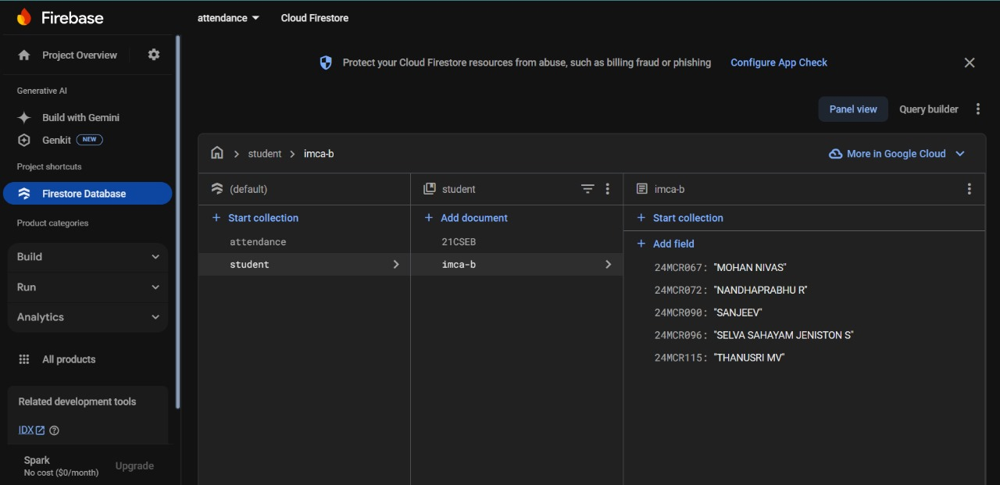 Firebase
attendance
Cloud Firestore
Project Overview
Protect your Cloud Firestore resources from abuse, such as billing fraud or phishing
Configure App Check
Generative AI
Build with Gemini
Genkit NEW
Project shortcuts
Firestore Database
Product categories
Build
Run
Analytics
All products
Related development tools
IDX
Spark
No cost ($0/month)
Upgrade
Panel view
Query builder
student
imca-b
More in Google Cloud
(default)
Start collection
attendance
student
student
Add document
21CSEB
imca-b
imca-b
Start collection
Add field
24MCR067: "MOHAN NIVAS"
24MCR072: "NANDHAPRABHU R"
24MCR090: "SANJEEV"
24MCR096: "SELVA SAHAYAM JENISTON S"
24MCR115: "THANUSRI MV"